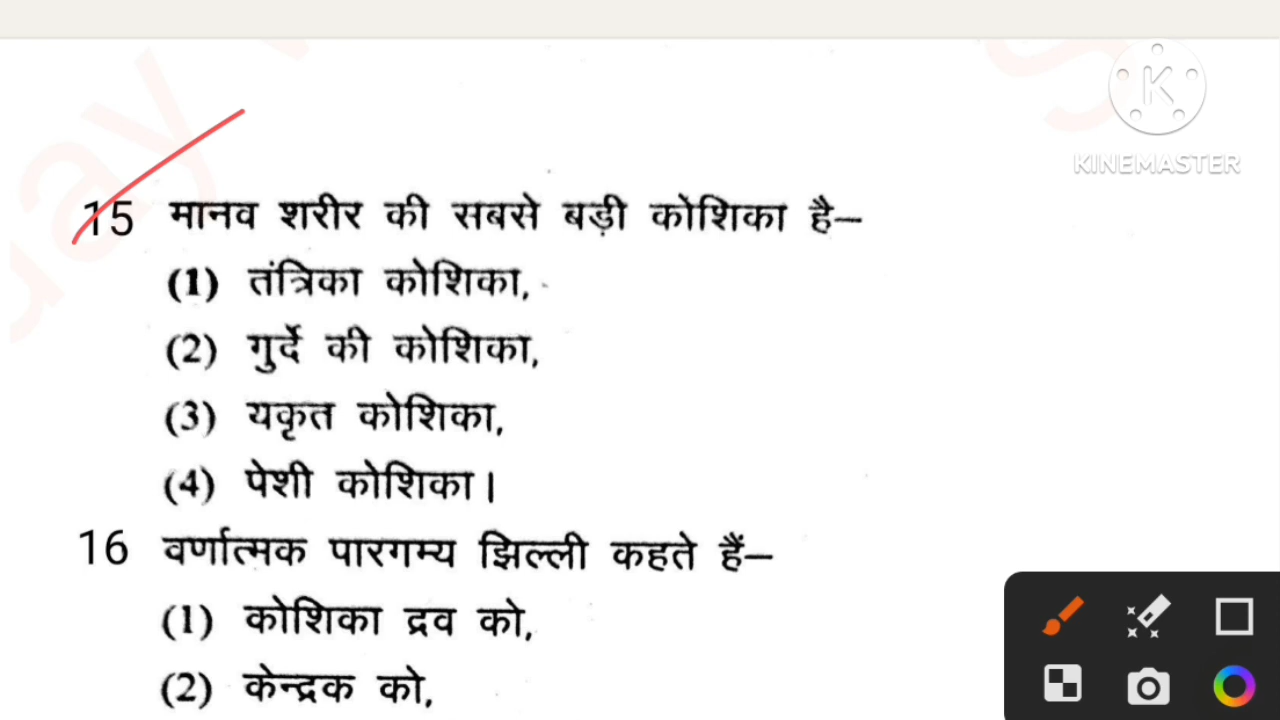 KINEMASTER
15 मानव शरीर की सबसे बड़ी कोशिका है–
(1) तंत्रिका कोशिका,
(2) गुर्दे की कोशिका,
(3) यकृत कोशिका,
(4) पेशी कोशिका।
16 वर्णात्मक पारगम्य झिल्ली कहते हैं–
(1) कोशिका द्रव को,
(2) केन्द्रक को,